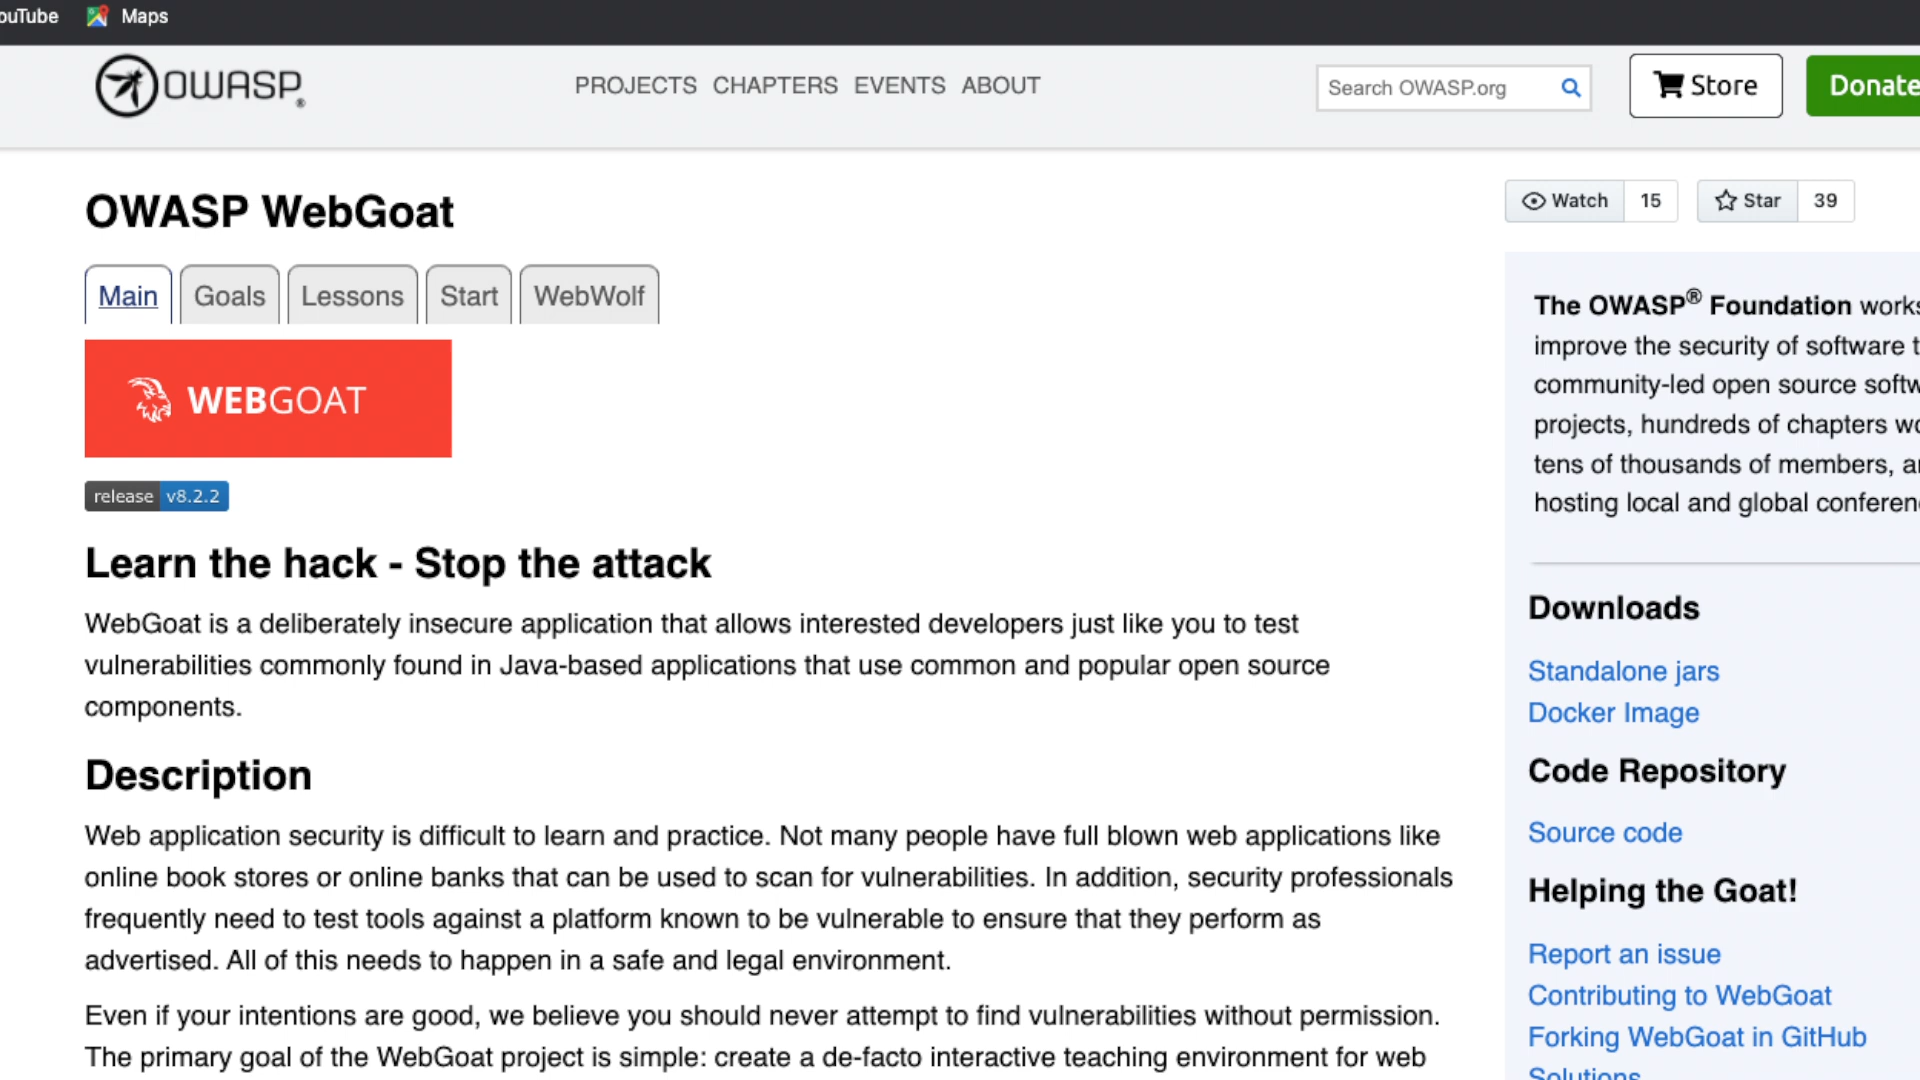 ouTube Maps
OWASP
PROJECTS CHAPTERS EVENTS ABOUT
Search OWASP.org
Store
Donate
OWASP WebGoat
Watch 15 Star 39
Main Goals Lessons Start WebWolf
WEBGOAT
release v8.2.2
Learn the hack - Stop the attack
WebGoat is a deliberately insecure application that allows interested developers just like you to test
vulnerabilities commonly found in Java-based applications that use common and popular open source
components.
Description
Web application security is difficult to learn and practice. Not many people have full blown web applications like
online book stores or online banks that can be used to scan for vulnerabilities. In addition, security professionals
frequently need to test tools against a platform known to be vulnerable to ensure that they perform as
advertised. All of this needs to happen in a safe and legal environment.
Even if your intentions are good, we believe you should never attempt to find vulnerabilities without permission.
The primary goal of the WebGoat project is simple: create a de-facto interactive teaching environment for web
The OWASP® Foundation works
improve the security of software
community-led open source
projects, hundreds of chapters
tens of thousands of members,
hosting local and global
Downloads
Standalone jars
Docker Image
Code Repository
Source code
Helping the Goat!
Report an issue
Contributing to WebGoat
Forking WebGoat in GitHub
Solutions